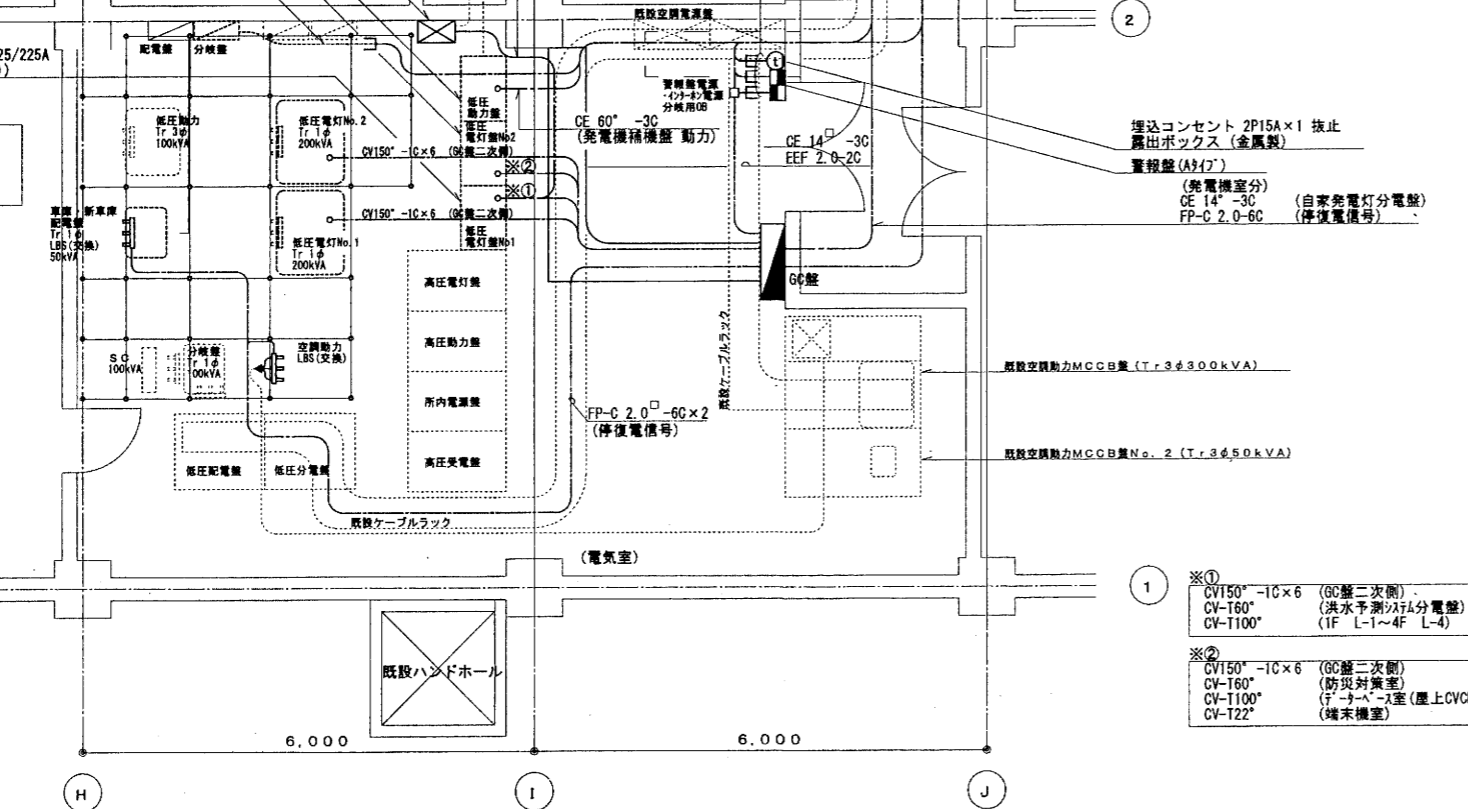 既設空調電源盤
2
25/225A
配電盤
分岐盤
低圧動力
Tr 3φ
100kVA
低圧電灯No.2
Tr 1φ
200kVA
低圧
動力盤
低圧
電灯盤No2
警報盤電源
・インターホン電源
分岐用OB
CE 60° -3C
(発電機補機盤 動力)
CE 14□ -3C
EEF 2.0-2C
t
埋込コンセント 2P15A×1 抜止
露出ボックス (金属製)
警報盤(Aタイプ)
(発電機室分)
CE 14° -3C (自家発電灯分電盤)
FP-C 2.0-6C (停復電信号)
CV150° -1C×6 (GC盤二次側)
※②
※①
CV150° -1C×6 (GC盤二次側)
車庫・新車庫
配電盤
Tr 1φ
LBS(交換)
50kVA
低圧電灯No.1
Tr 1φ
200kVA
低圧
電灯盤No1
高圧電灯盤
GC盤
高圧動力盤
既設ケーブルラック
SC
100kVA
分岐盤
r 1φ
00kVA
空調動力
LBS(交換)
既設空調動力MCCB盤 (Tr3φ300kVA)
所内電源盤
FP-C 2.0□ -6C×2
(停復電信号)
低圧配電盤
低圧分電盤
高圧受電盤
既設空調動力MCCB盤No. 2 (Tr3φ50kVA)
既設ケーブルラック
(電気室)
1
※①
CV150° -1C×6 (GC盤二次側)
CV-T60° (洪水予測システム分電盤)
CV-T100° (1F L-1～4F L-4)
※②
CV150° -1C×6 (GC盤二次側)
CV-T60° (防災対策室)
CV-T100° (データーベース室(屋上CVC
CV-T22° (端末機室)
既設ハンドホール
6,000
6,000
H
I
J